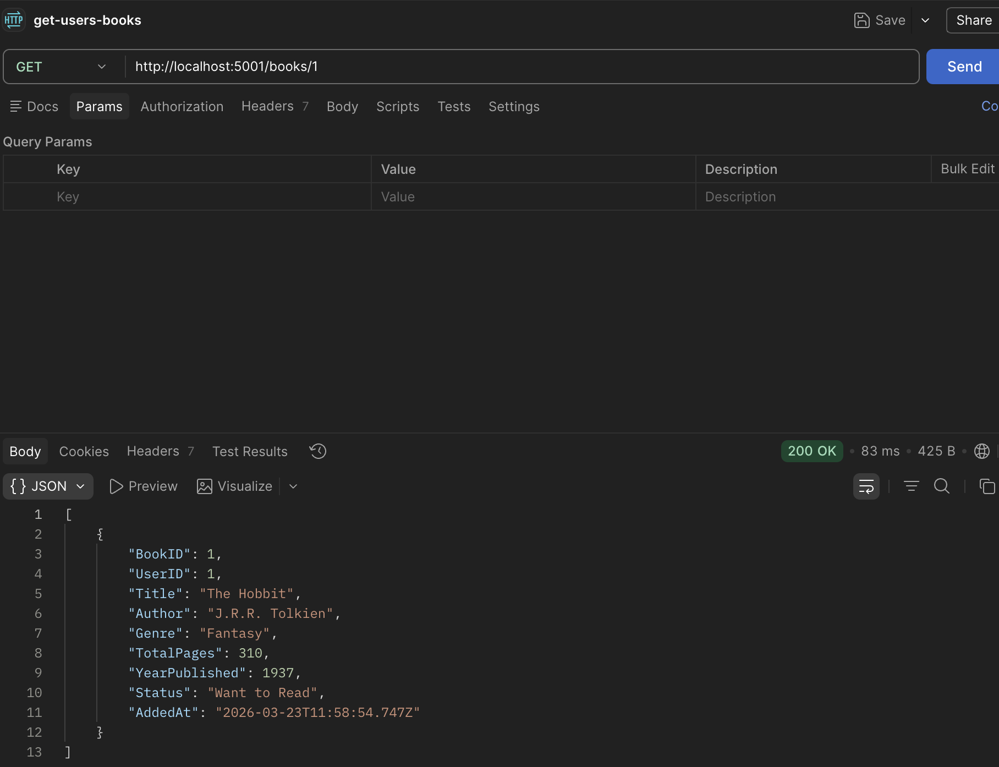 HTTP get-users-books Save Share
GET http://localhost:5001/books/1 Send
Docs Params Authorization Headers 7 Body Scripts Tests Settings Co
Query Params
Key Value Description Bulk Edit
Key Value Description
Body Cookies Headers 7 Test Results 200 OK • 83 ms • 425 B •
{ } JSON Preview Visualize
1 [
2 {
3 "BookID": 1,
4 "UserID": 1,
5 "Title": "The Hobbit",
6 "Author": "J.R.R. Tolkien",
7 "Genre": "Fantasy",
8 "TotalPages": 310,
9 "YearPublished": 1937,
10 "Status": "Want to Read",
11 "AddedAt": "2026-03-23T11:58:54.747Z"
12 }
13 ]